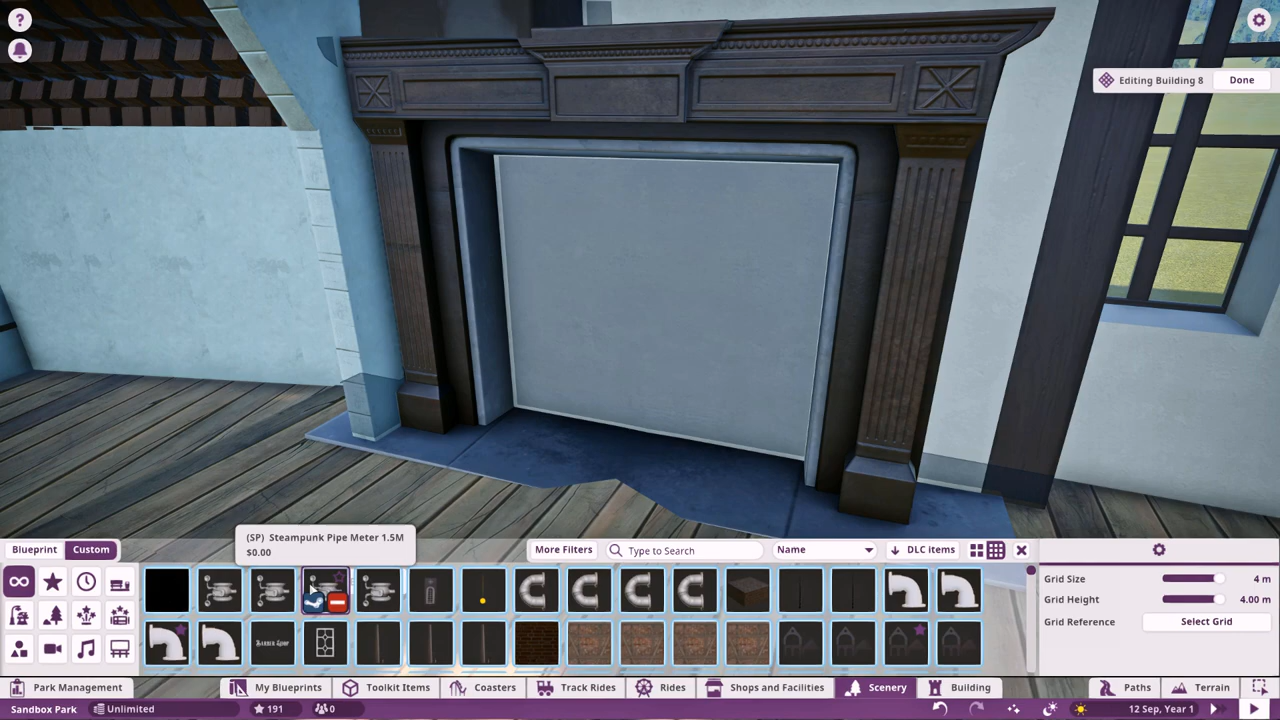 ?
Editing Building 8
Done
(SP) Steampunk Pipe Meter 1.5M
$0.00
Blueprint
Custom
More Filters
Type to Search
Name
DLC items
Grid Size
4 m
Grid Height
4.00 m
Grid Reference
Select Grid
Park Management
My Blueprints
Toolkit Items
Coasters
Track Rides
Rides
Shops and Facilities
Scenery
Building
Paths
Terrain
Sandbox Park
Unlimited
191
0
12 Sep, Year 1